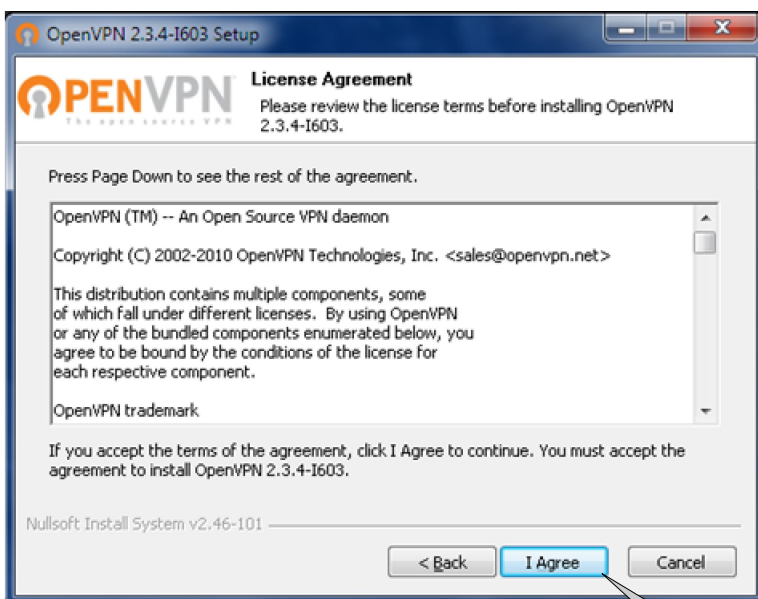 OpenVPN 2.3.4-I603 Setup
OPENVPN
The open source VPN
License Agreement
Please review the license terms before installing OpenVPN
2.3.4-I603.
Press Page Down to see the rest of the agreement.
OpenVPN (TM) -- An Open Source VPN daemon
Copyright (C) 2002-2010 OpenVPN Technologies, Inc. <sales@openvpn.net>
This distribution contains multiple components, some
of which fall under different licenses.  By using OpenVPN
or any of the bundled components enumerated below, you
agree to be bound by the conditions of the license for
each respective component.
OpenVPN trademark
If you accept the terms of the agreement, click I Agree to continue. You must accept the
agreement to install OpenVPN 2.3.4-I603.
Nullsoft Install System v2.46-101
< Back
I Agree
Cancel